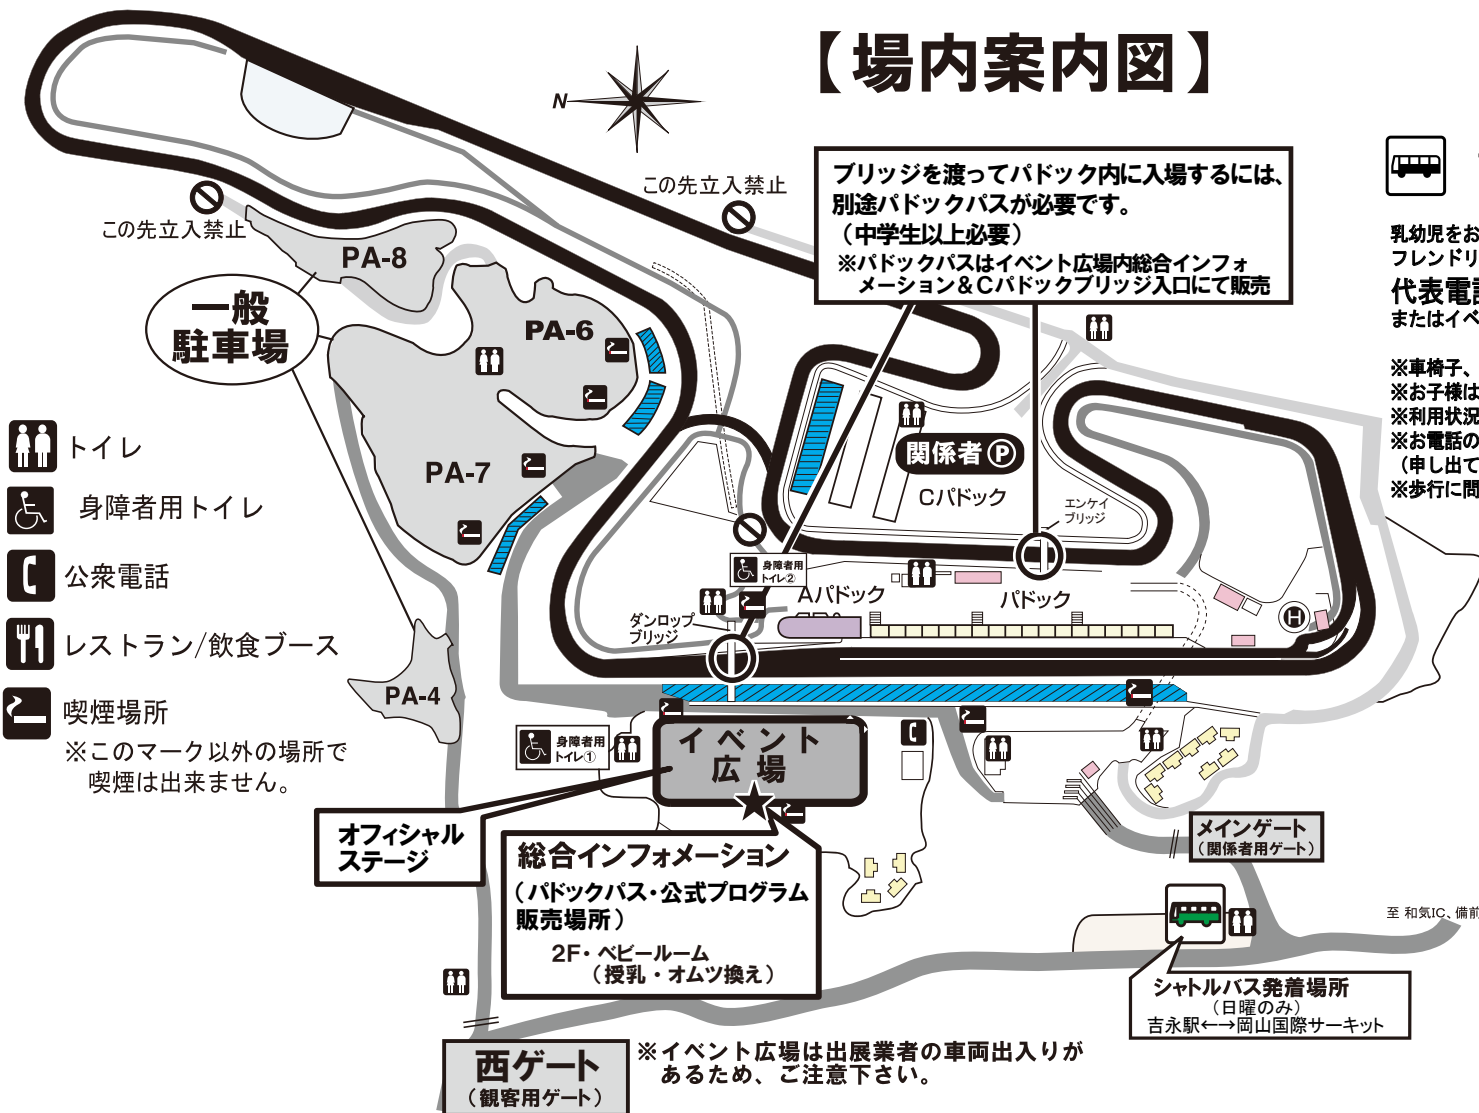 【場内案内図】
N
この先立入禁止
この先立入禁止
ブリッジを渡ってパドック内に入場するには、
別途パドックパスが必要です。
（中学生以上必要）
※パドックパスはイベント広場内総合インフォ
メーション＆Cパドックブリッジ入口にて販売
乳幼児をお
フレンドリ
代表電話
またはイベ
※車椅子、
※お子様は
※利用状況
※お電話の
（申し出て
※歩行に問
PA-8
一般
駐車場
PA-6
PA-7
PA-4
トイレ
身障者用トイレ
公衆電話
レストラン/飲食ブース
喫煙場所
※このマーク以外の場所で
喫煙は出来ません。
関係者Ⓟ
Cパドック
エンケイ
ブリッジ
身障者用
トイレ②
Aパドック
パドック
ダンロップ
ブリッジ
H
身障者用
トイレ①
イベント
広場
オフィシャル
ステージ
総合インフォメーション
（パドックパス・公式プログラム
販売場所）
2F・ベビールーム
（授乳・オムツ換え）
メインゲート
（関係者用ゲート）
至 和気IC、備前
シャトルバス発着場所
（日曜のみ）
吉永駅←→岡山国際サーキット
西ゲート
（観客用ゲート）
※イベント広場は出展業者の車両出入りが
あるため、ご注意下さい。